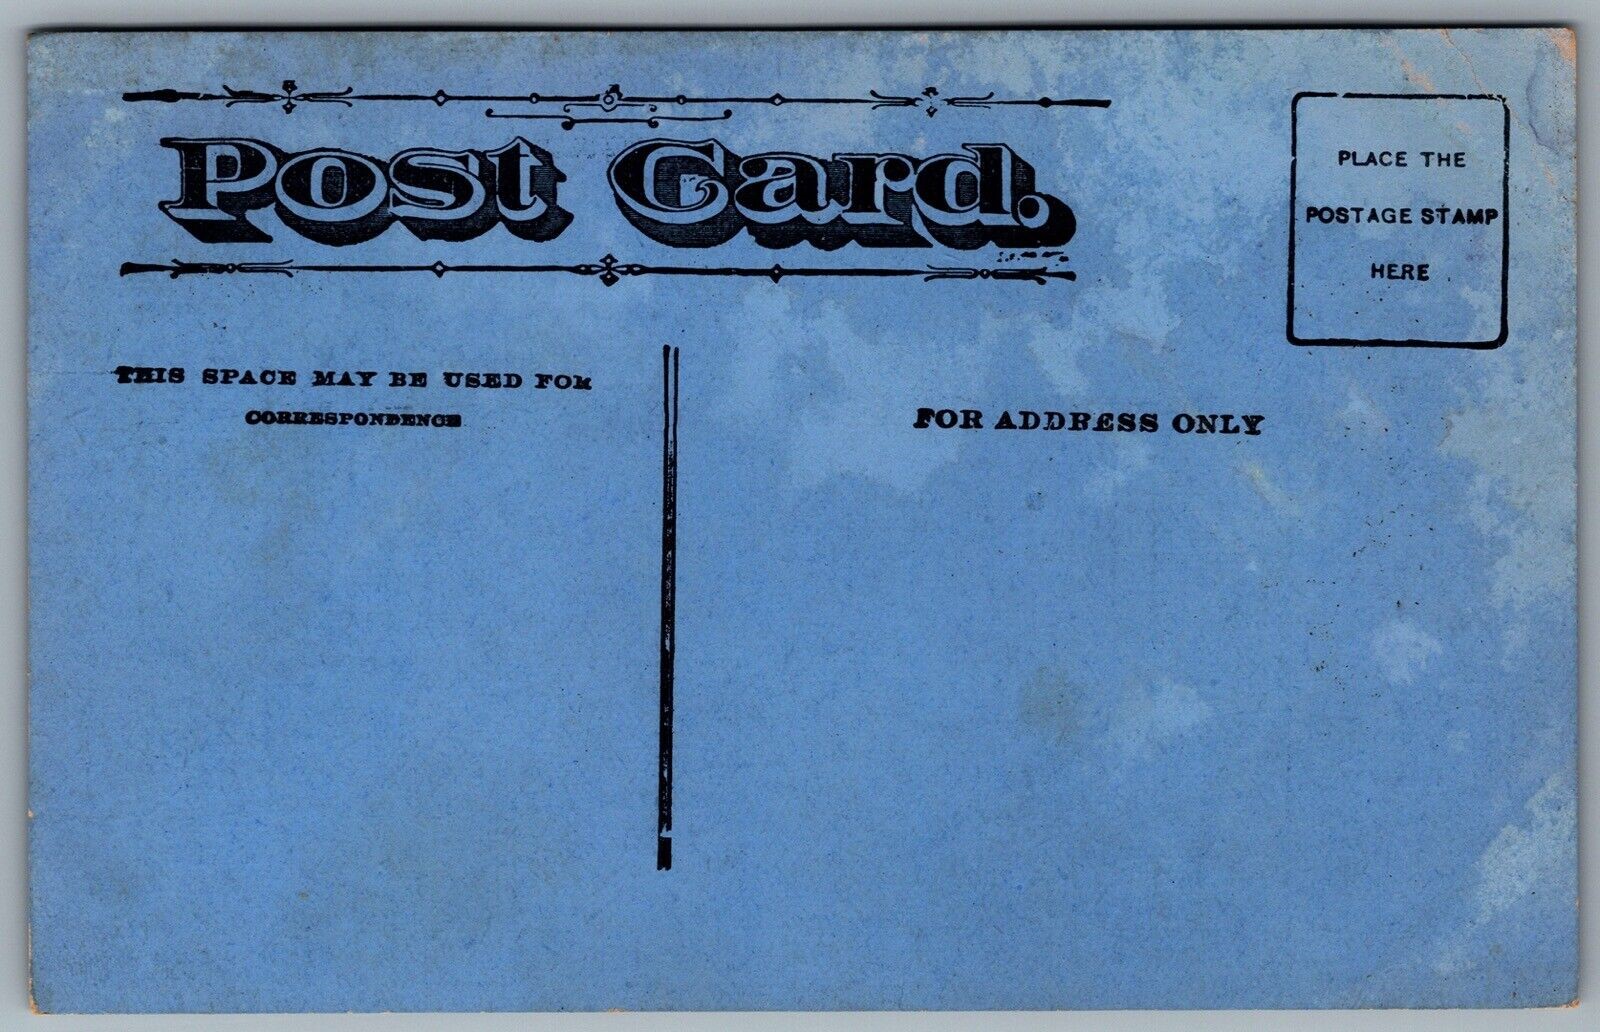 Post Card.
PLACE THE
POSTAGE STAMP
HERE
THIS SPACE MAY BE USED FOR
CORRESPONDENCE
FOR ADDRESS ONLY